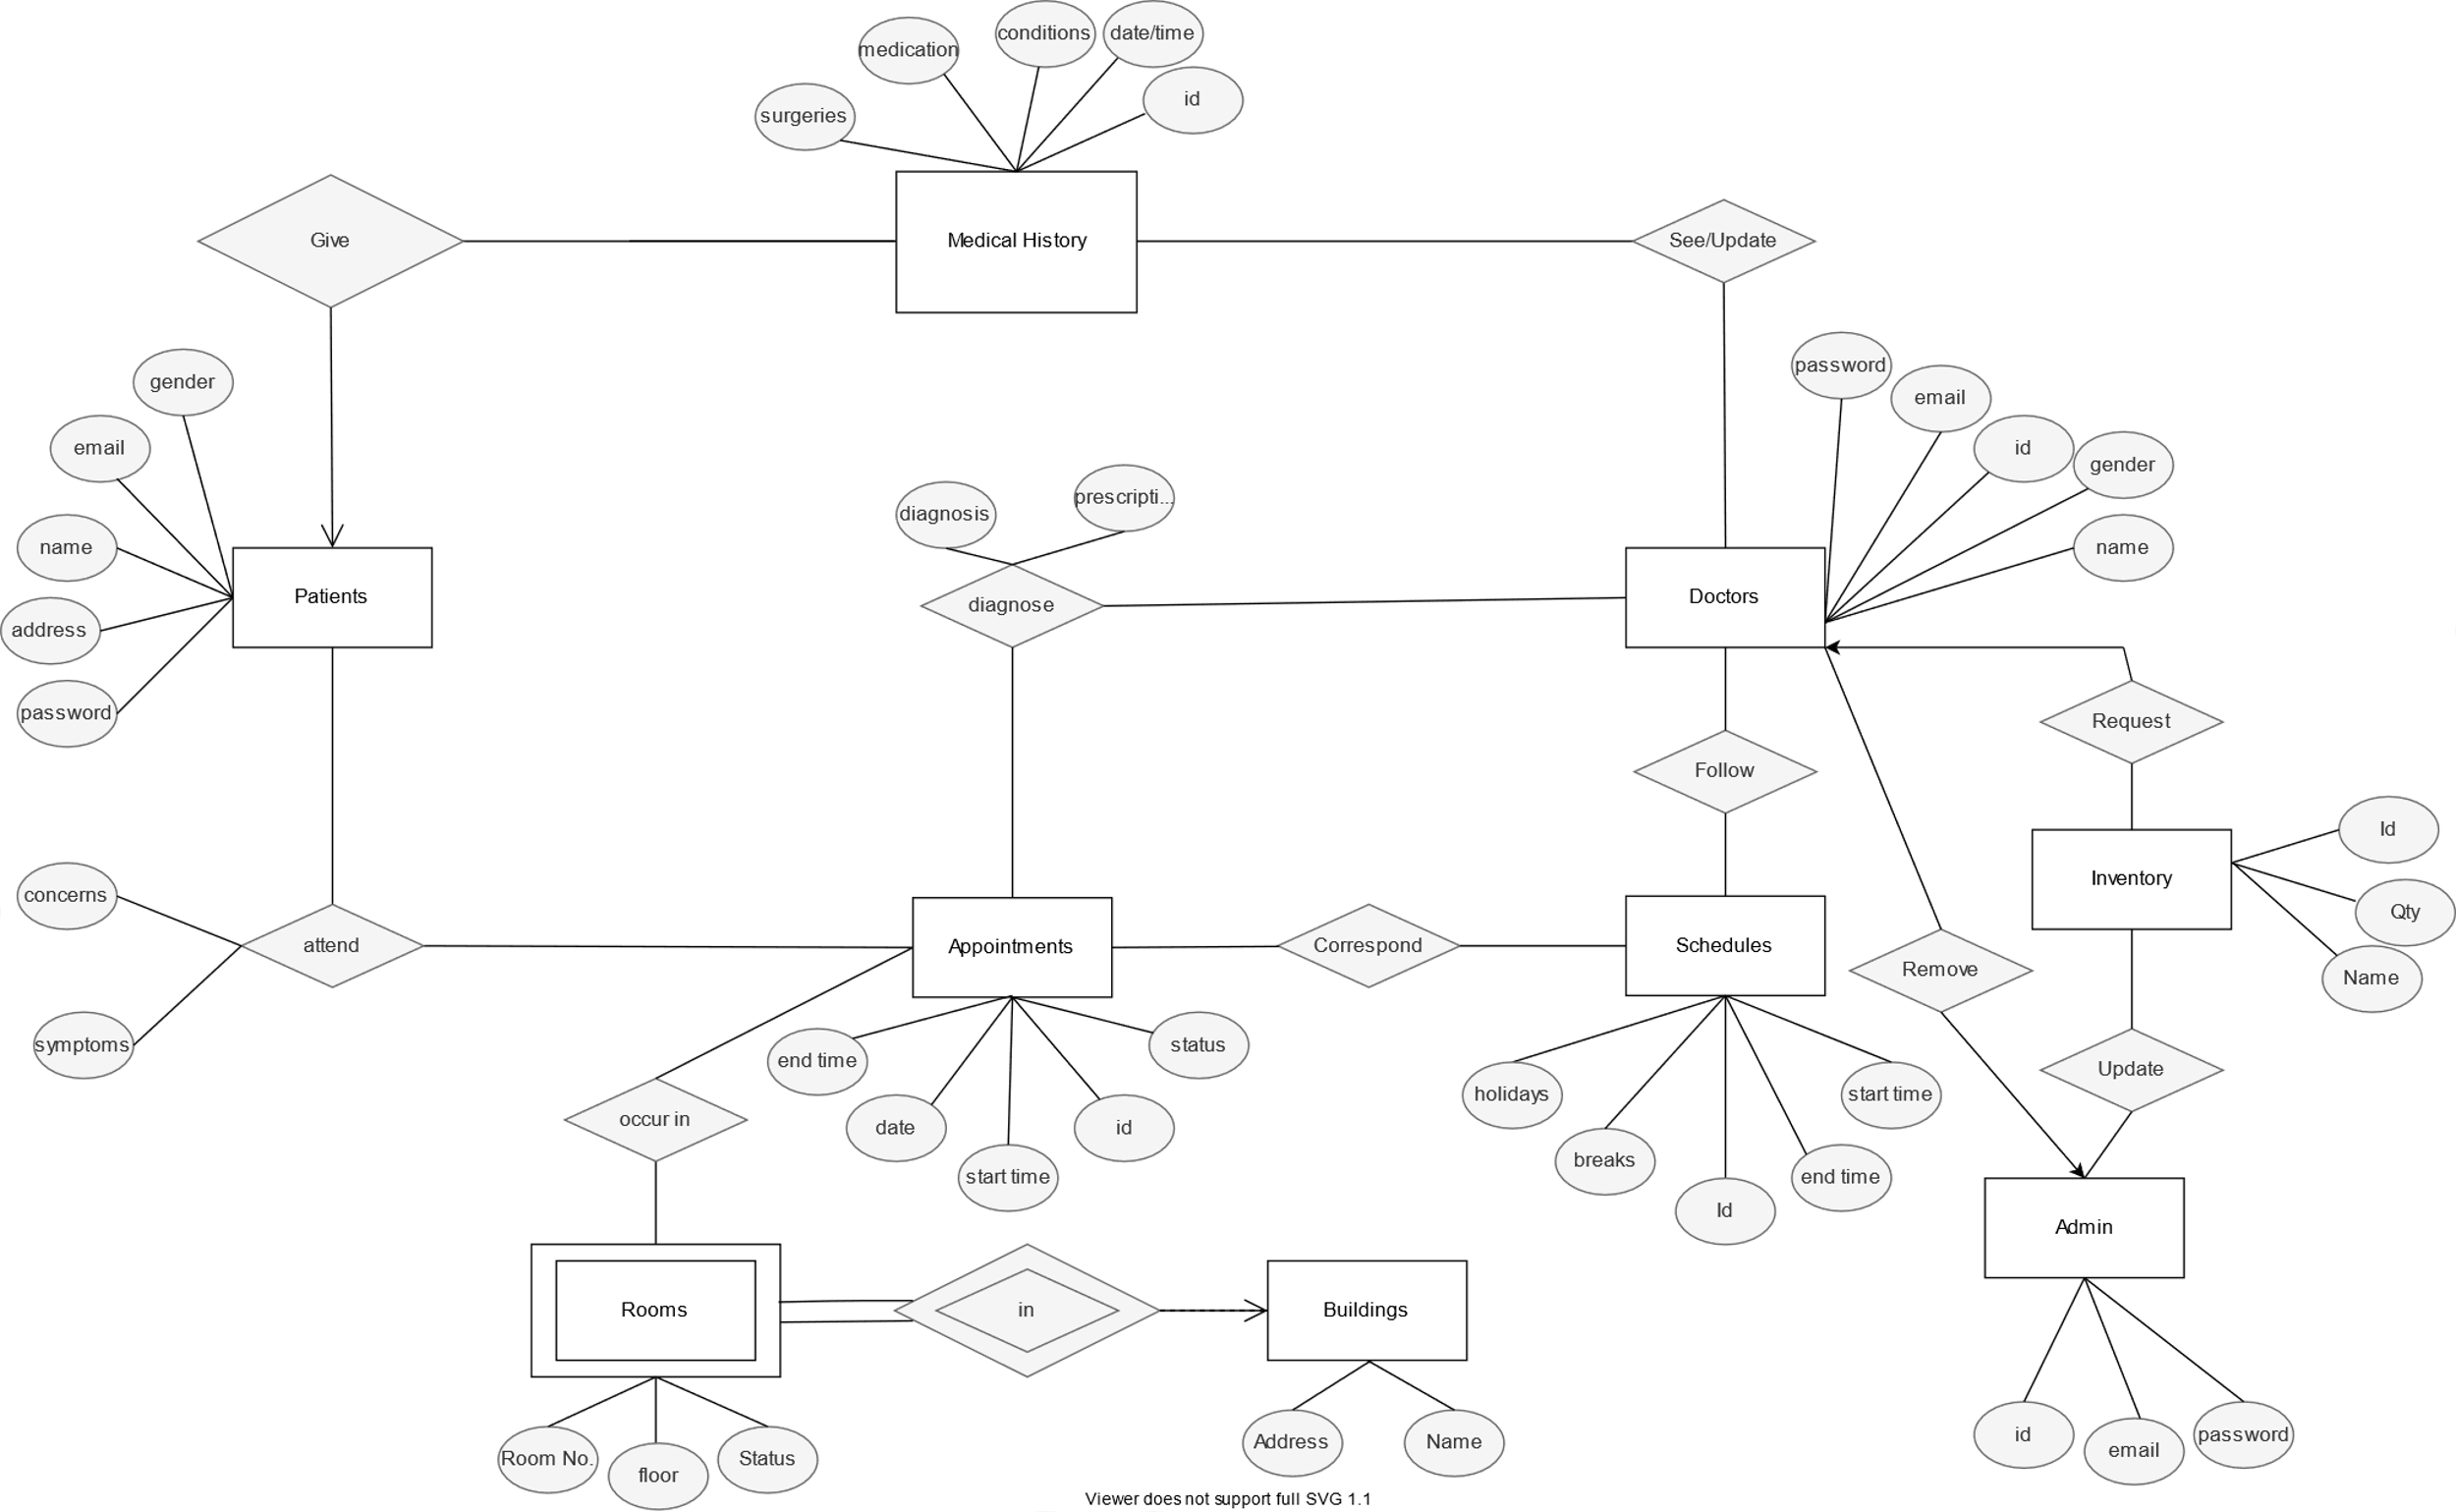 conditions
date/time
medication
id
surgeries
Give
Medical History
See/Update
password
gender
email
email
id
gender
prescripti...
diagnosis
name
name
Patients
diagnose
Doctors
address
password
Request
Follow
Id
Inventory
concerns
Qty
attend
Appointments
Correspond
Schedules
Remove
Name
symptoms
status
end time
Update
holidays
start time
occur in
date
id
breaks
start time
end time
Id
Admin
Rooms
in
Buildings
id
password
Address
Name
email
Room No.
Status
floor
Viewer does not support full SVG 1.1